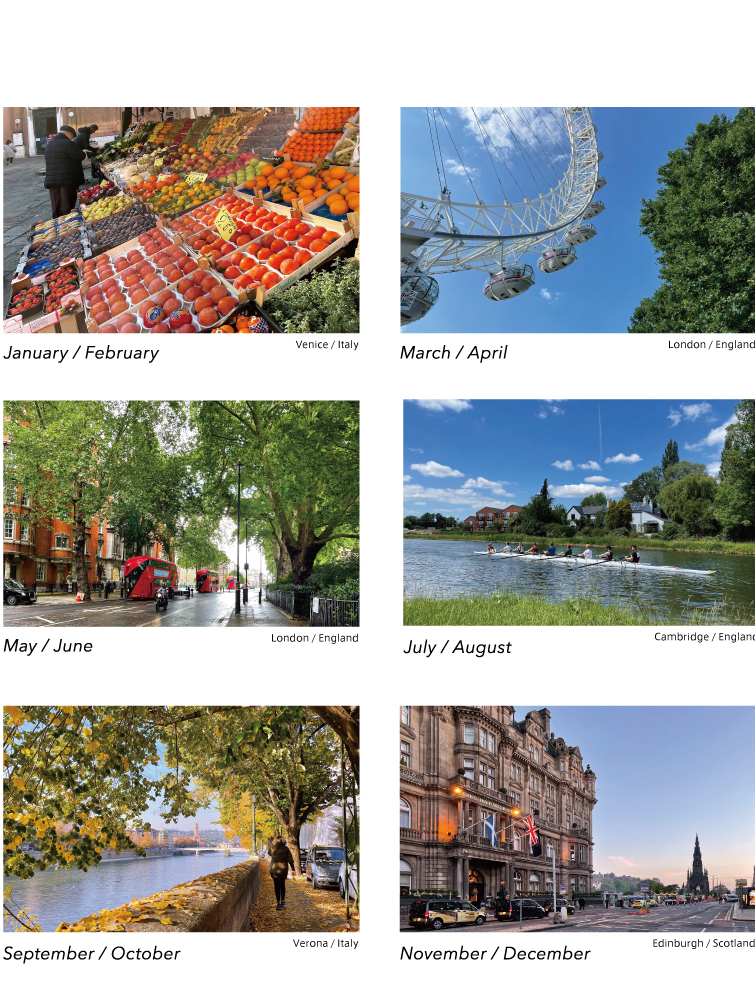 Venice / Italy
January / February
London / England
March / April
London / England
May / June
Cambridge / England
July / August
Verona / Italy
September / October
Edinburgh / Scotland
November / December